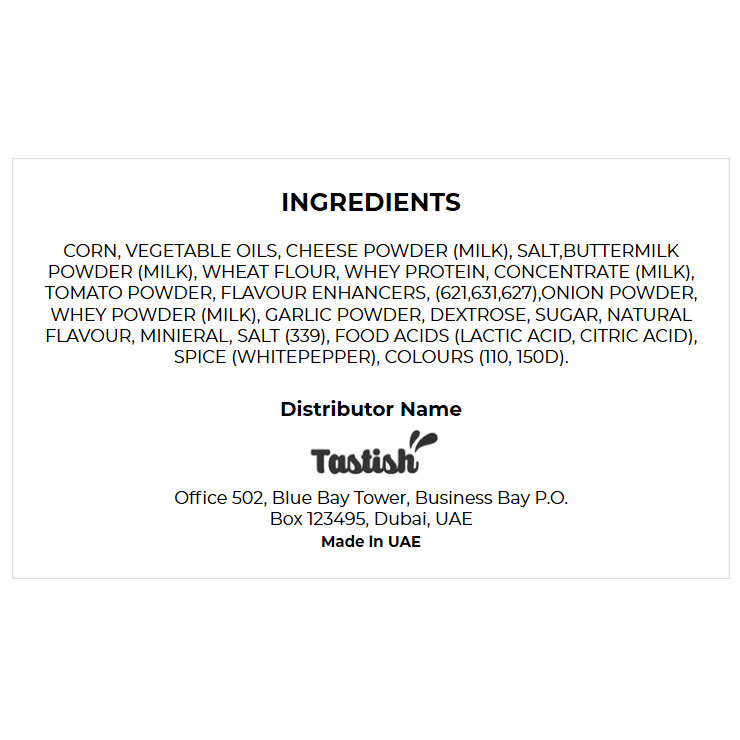 INGREDIENTS
CORN, VEGETABLE OILS, CHEESE POWDER (MILK), SALT,BUTTERMILK
POWDER (MILK), WHEAT FLOUR, WHEY PROTEIN, CONCENTRATE (MILK),
TOMATO POWDER, FLAVOUR ENHANCERS, (621,631,627),ONION POWDER,
WHEY POWDER (MILK), GARLIC POWDER, DEXTROSE, SUGAR, NATURAL
FLAVOUR, MINIERAL, SALT (339), FOOD ACIDS (LACTIC ACID, CITRIC ACID),
SPICE (WHITEPEPPER), COLOURS (110, 150D).
Distributor Name
Tastish
Office 502, Blue Bay Tower, Business Bay P.O.
Box 123495, Dubai, UAE
Made In UAE